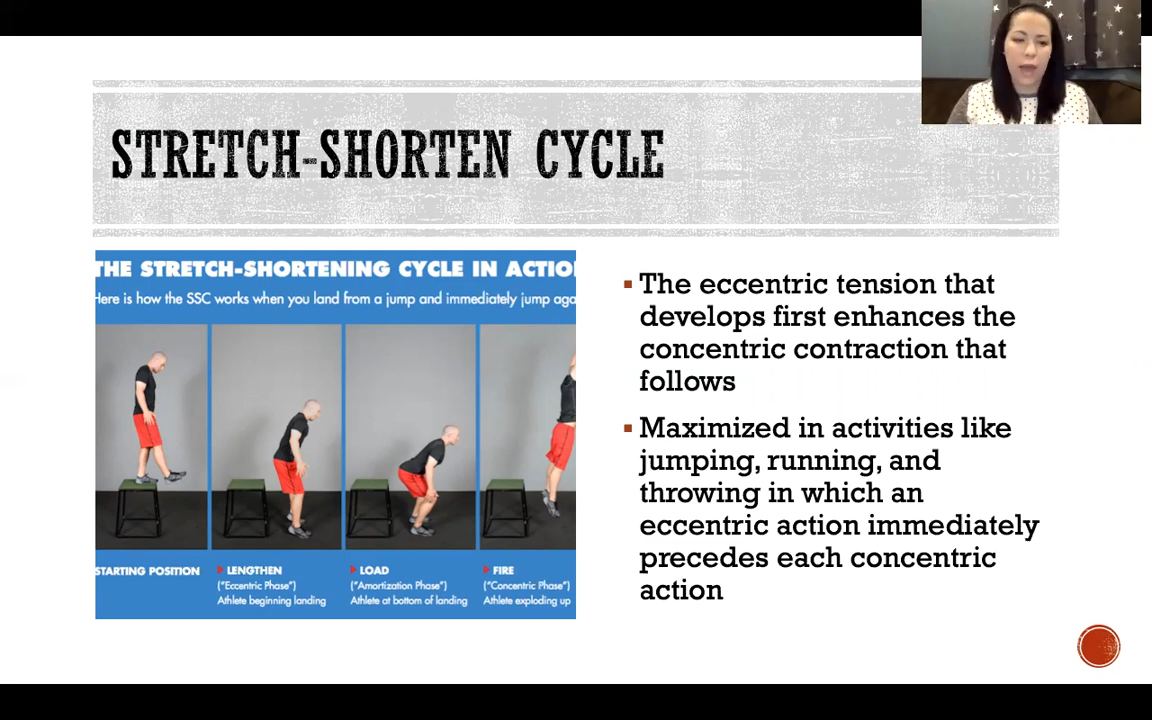 STRETCH-SHORTEN CYCLE
THE STRETCH-SHORTENING CYCLE IN ACTIO
Here is how the SSC works when you land from a jump and immediately jump aga
STARTING POSITION
LENGTHEN
("Eccentric Phase")
Athlete beginning landing
LOAD
("Amortization Phase")
Athlete at bottom of landing
FIRE
("Concentric Phase")
Athlete exploding up
The eccentric tension that
develops first enhances the
concentric contraction that
follows
Maximized in activities like
jumping, running, and
throwing in which an
eccentric action immediately
precedes each concentric
action